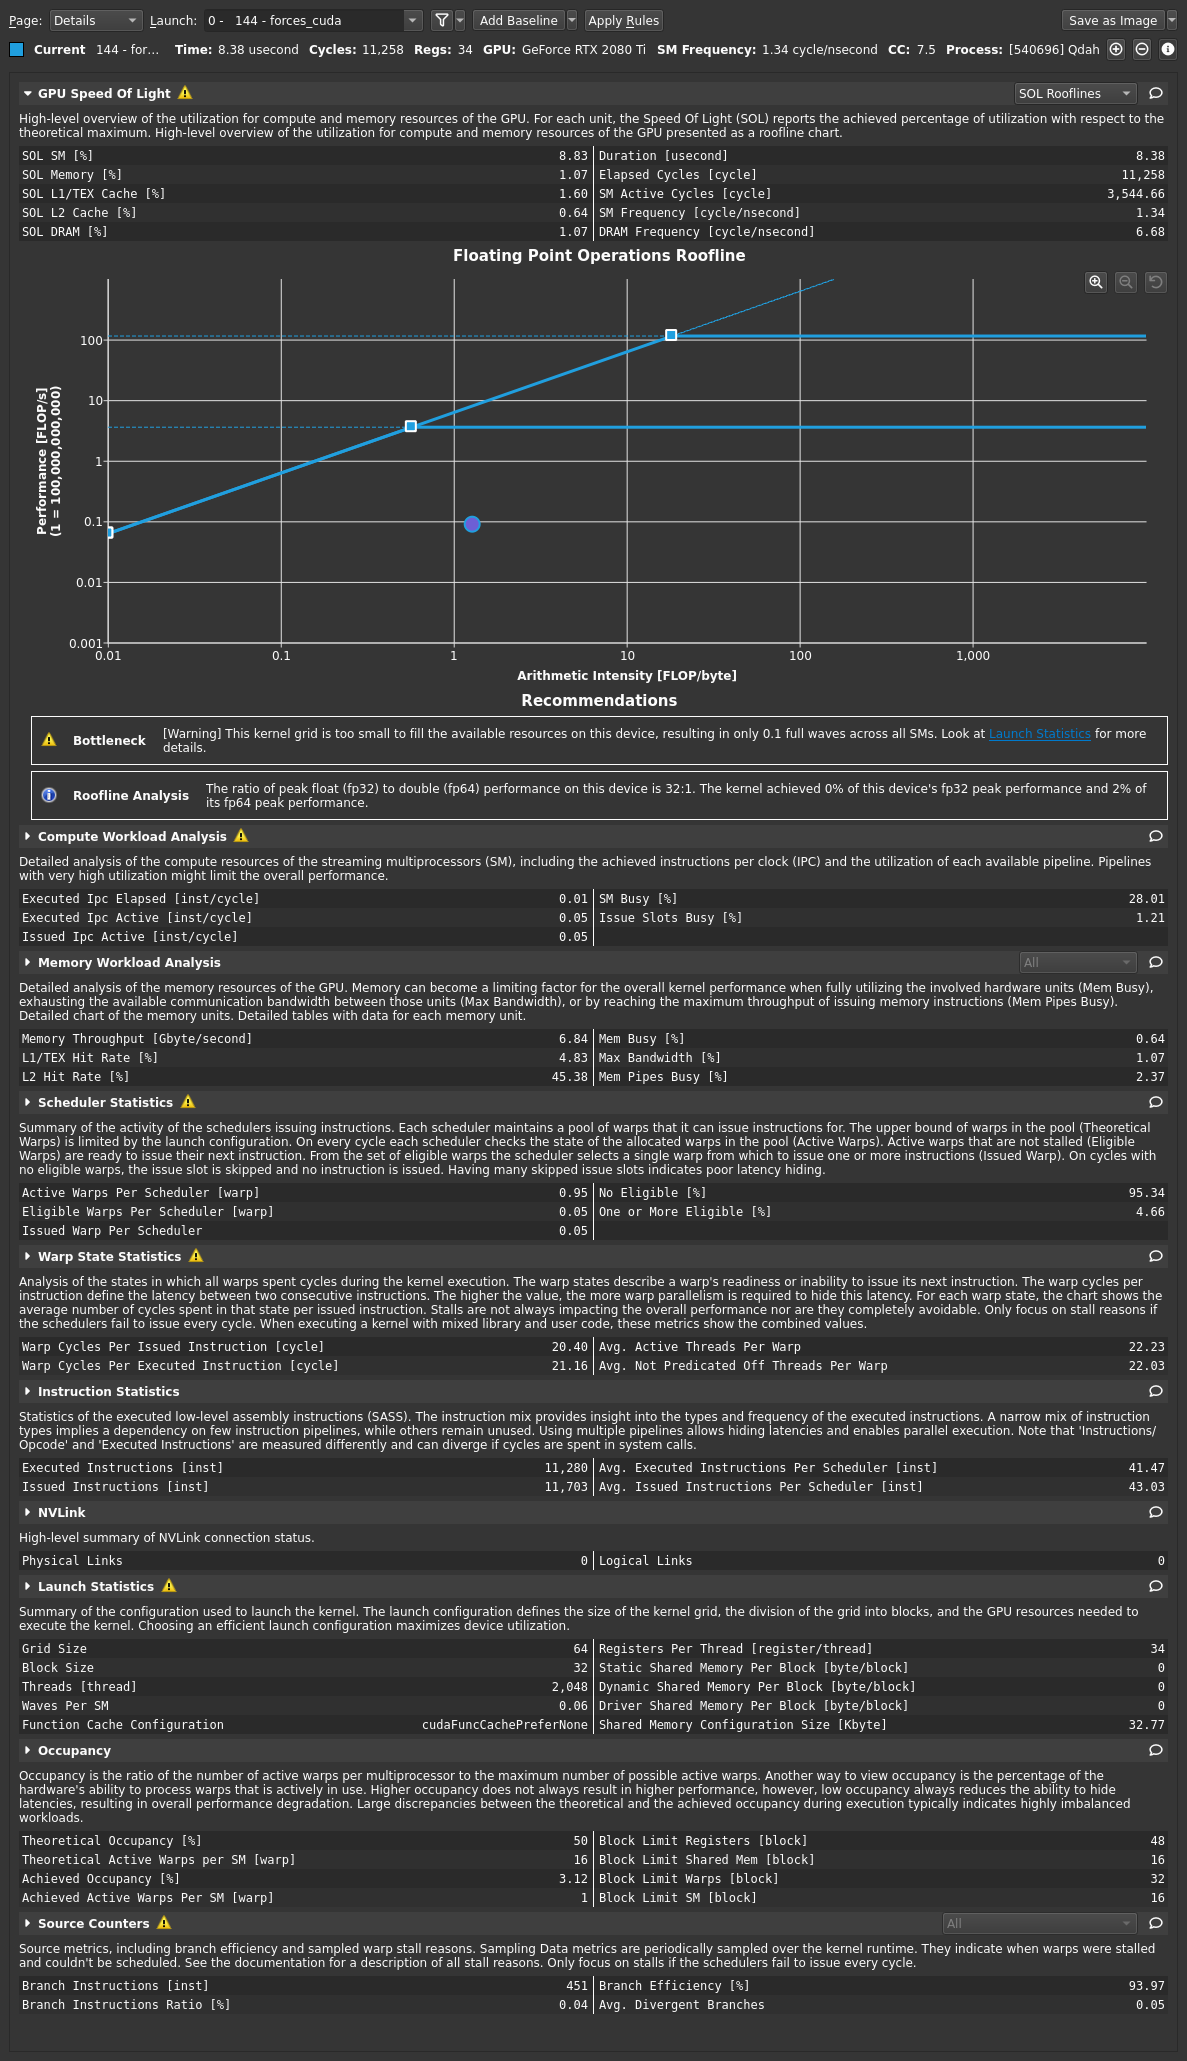 Page: Details Launch: 0 - 144 - forces_cuda Add Baseline Apply Rules Save as Image
Current 144 - for... Time: 8.38 usecond Cycles: 11,258 Regs: 34 GPU: GeForce RTX 2080 Ti SM Frequency: 1.34 cycle/nsecond CC: 7.5 Process: [540696] Qdah
GPU Speed Of Light SOL Rooflines
High-level overview of the utilization for compute and memory resources of the GPU. For each unit, the Speed Of Light (SOL) reports the achieved percentage of utilization with respect to the
theoretical maximum. High-level overview of the utilization for compute and memory resources of the GPU presented as a roofline chart.
SOL SM [%] 8.83 Duration [usecond] 8.38
SOL Memory [%] 1.07 Elapsed Cycles [cycle] 11,258
SOL L1/TEX Cache [%] 1.60 SM Active Cycles [cycle] 3,544.66
SOL L2 Cache [%] 0.64 SM Frequency [cycle/nsecond] 1.34
SOL DRAM [%] 1.07 DRAM Frequency [cycle/nsecond] 6.68
Floating Point Operations Roofline
Performance [FLOP/s]
(1 = 100,000,000,000)
100
10
1
0.1
0.01
0.001
0.01 0.1 1 10 100 1,000
Arithmetic Intensity [FLOP/byte]
Recommendations
Bottleneck [Warning] This kernel grid is too small to fill the available resources on this device, resulting in only 0.1 full waves across all SMs. Look at Launch Statistics for more
details.
Roofline Analysis The ratio of peak float (fp32) to double (fp64) performance on this device is 32:1. The kernel achieved 0% of this device's fp32 peak performance and 2% of
its fp64 peak performance.
Compute Workload Analysis
Detailed analysis of the compute resources of the streaming multiprocessors (SM), including the achieved instructions per clock (IPC) and the utilization of each available pipeline. Pipelines
with very high utilization might limit the overall performance.
Executed Ipc Elapsed [inst/cycle] 0.01 SM Busy [%] 28.01
Executed Ipc Active [inst/cycle] 0.05 Issue Slots Busy [%] 1.21
Issued Ipc Active [inst/cycle] 0.05
Memory Workload Analysis All
Detailed analysis of the memory resources of the GPU. Memory can become a limiting factor for the overall kernel performance when fully utilizing the involved hardware units (Mem Busy),
exhausting the available communication bandwidth between those units (Max Bandwidth), or by reaching the maximum throughput of issuing memory instructions (Mem Pipes Busy).
Detailed chart of the memory units. Detailed tables with data for each memory unit.
Memory Throughput [Gbyte/second] 6.84 Mem Busy [%] 0.64
L1/TEX Hit Rate [%] 4.83 Max Bandwidth [%] 1.07
L2 Hit Rate [%] 45.38 Mem Pipes Busy [%] 2.37
Scheduler Statistics
Summary of the activity of the schedulers issuing instructions. Each scheduler maintains a pool of warps that it can issue instructions for. The upper bound of warps in the pool (Theoretical
Warps) is limited by the launch configuration. On every cycle each scheduler checks the state of the allocated warps in the pool (Active Warps). Active warps that are not stalled (Eligible
Warps) are ready to issue their next instruction. From the set of eligible warps the scheduler selects a single warp from which to issue one or more instructions (Issued Warp). On cycles with
no eligible warps, the issue slot is skipped and no instruction is issued. Having many skipped issue slots indicates poor latency hiding.
Active Warps Per Scheduler [warp] 0.95 No Eligible [%] 95.34
Eligible Warps Per Scheduler [warp] 0.05 One or More Eligible [%] 4.66
Issued Warp Per Scheduler 0.05
Warp State Statistics
Analysis of the states in which all warps spent cycles during the kernel execution. The warp states describe a warp's readiness or inability to issue its next instruction. The warp cycles per
instruction define the latency between two consecutive instructions. The higher the value, the more warp parallelism is required to hide this latency. For each warp state, the chart shows the
average number of cycles spent in that state per issued instruction. Stalls are not always impacting the overall performance nor are they completely avoidable. Only focus on stall reasons if
the schedulers fail to issue every cycle. When executing a kernel with mixed library and user code, these metrics show the combined values.
Warp Cycles Per Issued Instruction [cycle] 20.40 Avg. Active Threads Per Warp 22.23
Warp Cycles Per Executed Instruction [cycle] 21.16 Avg. Not Predicated Off Threads Per Warp 22.03
Instruction Statistics
Statistics of the executed low-level assembly instructions (SASS). The instruction mix provides insight into the types and frequency of the executed instructions. A narrow mix of instruction
types implies a dependency on few instruction pipelines, while others remain unused. Using multiple pipelines allows hiding latencies and enables parallel execution. Note that 'Instructions/
Opcode' and 'Executed Instructions' are measured differently and can diverge if cycles are spent in system calls.
Executed Instructions [inst] 11,280 Avg. Executed Instructions Per Scheduler [inst] 41.47
Issued Instructions [inst] 11,703 Avg. Issued Instructions Per Scheduler [inst] 43.03
NVLink
High-level summary of NVLink connection status.
Physical Links 0 Logical Links 0
Launch Statistics
Summary of the configuration used to launch the kernel. The launch configuration defines the size of the kernel grid, the division of the grid into blocks, and the GPU resources needed to
execute the kernel. Choosing an efficient launch configuration maximizes device utilization.
Grid Size 64 Registers Per Thread [register/thread] 34
Block Size 32 Static Shared Memory Per Block [byte/block] 0
Threads [thread] 2,048 Dynamic Shared Memory Per Block [byte/block] 0
Waves Per SM 0.06 Driver Shared Memory Per Block [byte/block] 0
Function Cache Configuration cudaFuncCachePreferNone Shared Memory Configuration Size [Kbyte] 32.77
Occupancy
Occupancy is the ratio of the number of active warps per multiprocessor to the maximum number of possible active warps. Another way to view occupancy is the percentage of the
hardware's ability to process warps that is actively in use. Higher occupancy does not always result in higher performance, however, low occupancy always reduces the ability to hide
latencies, resulting in overall performance degradation. Large discrepancies between the theoretical and the achieved occupancy during execution typically indicates highly imbalanced
workloads.
Theoretical Occupancy [%] 50 Block Limit Registers [block] 48
Theoretical Active Warps per SM [warp] 16 Block Limit Shared Mem [block] 16
Achieved Occupancy [%] 3.12 Block Limit Warps [block] 32
Achieved Active Warps Per SM [warp] 1 Block Limit SM [block] 16
Source Counters All
Source metrics, including branch efficiency and sampled warp stall reasons. Sampling Data metrics are periodically sampled over the kernel runtime. They indicate when warps were stalled
and couldn't be scheduled. See the documentation for a description of all stall reasons. Only focus on stalls if the schedulers fail to issue every cycle.
Branch Instructions [inst] 451 Branch Efficiency [%] 93.97
Branch Instructions Ratio [%] 0.04 Avg. Divergent Branches 0.05